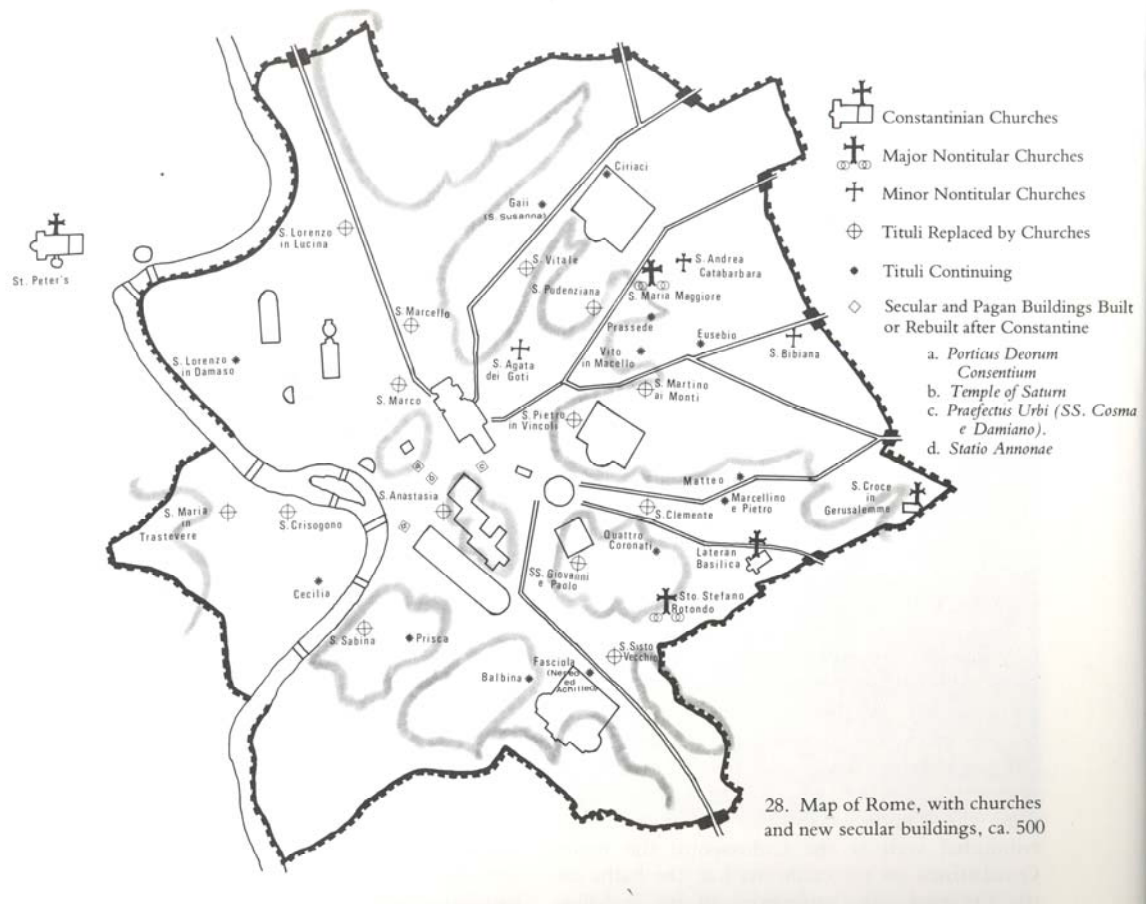 Constantinian Churches
Major Nontitular Churches
Minor Nontitular Churches
Tituli Replaced by Churches
Tituli Continuing
Secular and Pagan Buildings Built
or Rebuilt after Constantine
a. Porticus Deorum
Consentium
b. Temple of Saturn
c. Praefectus Urbi (SS. Cosma
e Damiano).
d. Statio Annonae
Ciriaci
Gaii
(S. Susanna)
S. Lorenzo
in Lucina
St. Peter's
S. Vitale
S. Andrea
Catabarbara
S. Pudenziana
S. Maria Maggiore
S. Marcello
Prassede
Eusebio
S. Agata
dei Goti
Vito
in Macello
S. Bibiana
S. Lorenzo
in Damaso
S. Marco
S. Martino
ai Monti
S. Pietro
in Vincoli
a
b
c
d
Matteo
S. Croce
in
Gerusalemme
S. Anastasia
Marcellino
e Pietro
S. Maria
in
Trastevere
S. Crisogono
S. Clemente
Quattro
Coronati
Lateran
Basilica
SS. Giovanni
e Paolo
Cecilia
Sto. Stefano
Rotondo
S. Sabina
Prisca
S. Sisto
Vecchio
Balbina
Fasciola
(Nereo
ed
Achilleo)
28. Map of Rome, with churches
and new secular buildings, ca. 500